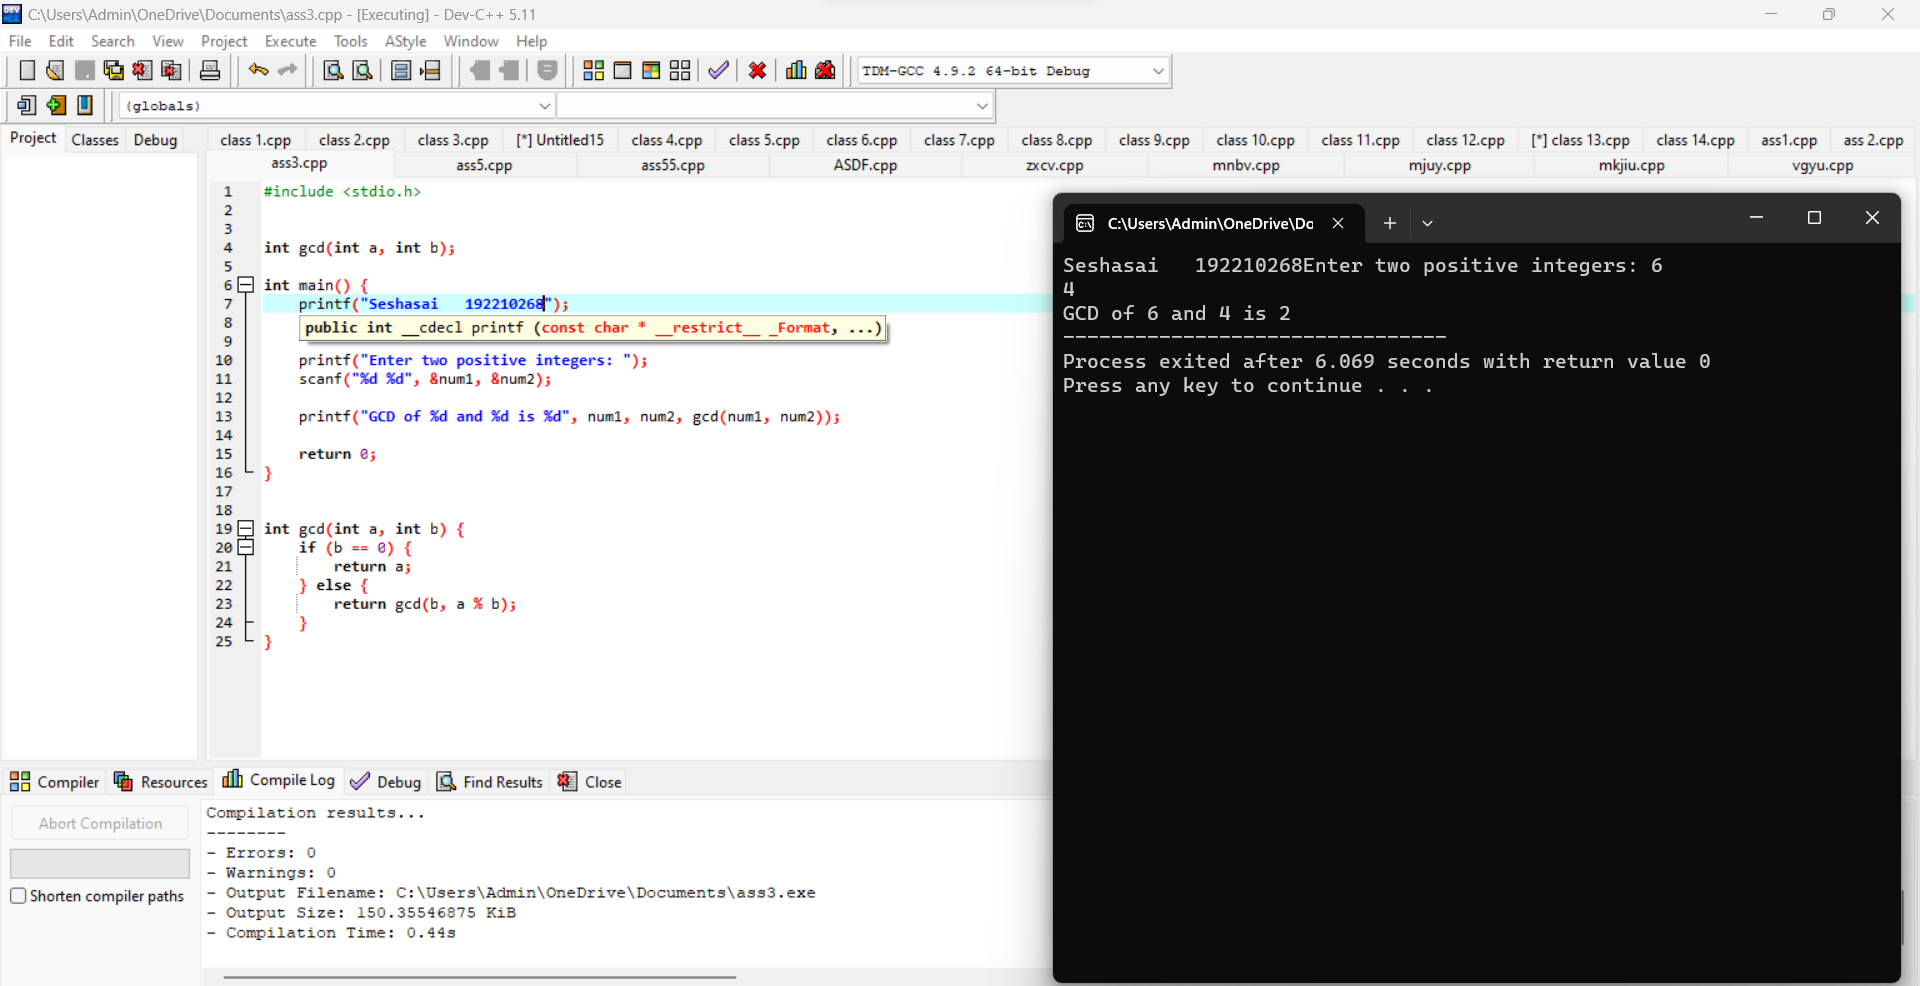 C:\Users\Admin\OneDrive\Documents\ass3.cpp - [Executing] - Dev-C++ 5.11
File Edit Search View Project Execute Tools AStyle Window Help
TDM-GCC 4.9.2 64-bit Debug
(globals)
Project Classes Debug
class 1.cpp class 2.cpp class 3.cpp [*] Untitled15 class 4.cpp class 5.cpp class 6.cpp class 7.cpp class 8.cpp class 9.cpp class 10.cpp class 11.cpp class 12.cpp [*] class 13.cpp class 14.cpp ass1.cpp ass 2.cpp
ass3.cpp ass5.cpp ass55.cpp ASDF.cpp zxcv.cpp mnbv.cpp mjuy.cpp mkjiu.cpp vgyu.cpp
1 #include <stdio.h>
2
3
4 int gcd(int a, int b);
5
6 int main() {
7 printf("Seshasai   192210268");
8 public int __cdecl printf (const char * __restrict__ _Format, ...)
9
10 printf("Enter two positive integers: ");
11 scanf("%d %d", &num1, &num2);
12
13 printf("GCD of %d and %d is %d", num1, num2, gcd(num1, num2));
14
15 return 0;
16 }
17
18
19 int gcd(int a, int b) {
20 if (b == 0) {
21 return a;
22 } else {
23 return gcd(b, a % b);
24 }
25 }
C:\Users\Admin\OneDrive\Do
Seshasai   192210268Enter two positive integers: 6
4
GCD of 6 and 4 is 2
--------------------------------
Process exited after 6.069 seconds with return value 0
Press any key to continue . . .
Compiler Resources Compile Log Debug Find Results Close
Abort Compilation
Shorten compiler paths
Compilation results...
--------
- Errors: 0
- Warnings: 0
- Output Filename: C:\Users\Admin\OneDrive\Documents\ass3.exe
- Output Size: 150.35546875 KiB
- Compilation Time: 0.44s